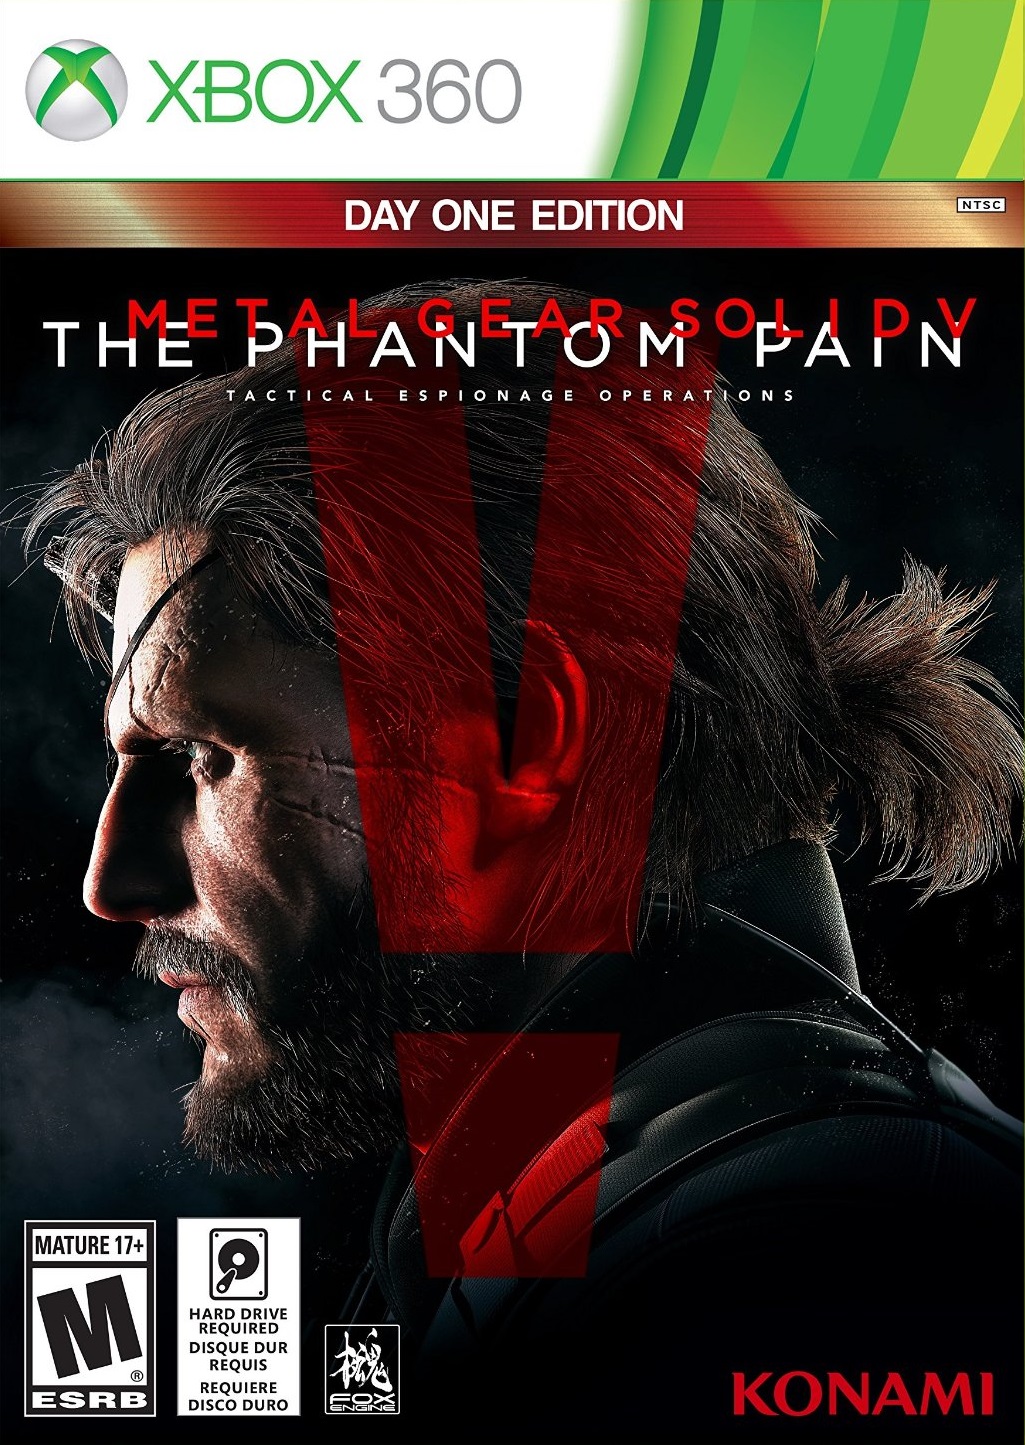 XBOX 360
DAY ONE EDITION
NTSC
METAL GEAR SOLID V
THE PHANTOM PAIN
TACTICAL ESPIONAGE OPERATIONS
MATURE 17+
M
®
ESRB
HARD DRIVE
REQUIRED
DISQUE DUR
REQUIS
REQUIERE
DISCO DURO
FOX
ENGINE
KONAMI